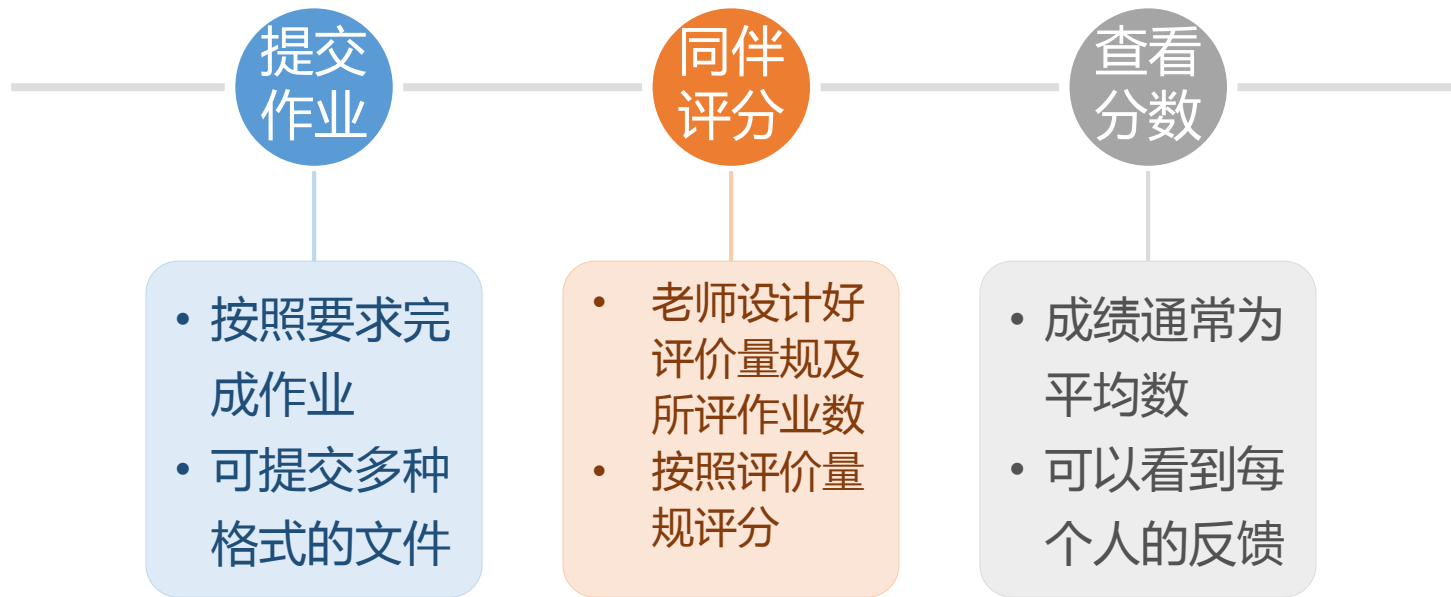 提交
作业
同伴
评分
查看
分数
• 按照要求完
成作业
• 可提交多种
格式的文件
• 老师设计好
评价量规及
所评作业数
• 按照评价量
规评分
• 成绩通常为
平均数
• 可以看到每
个人的反馈